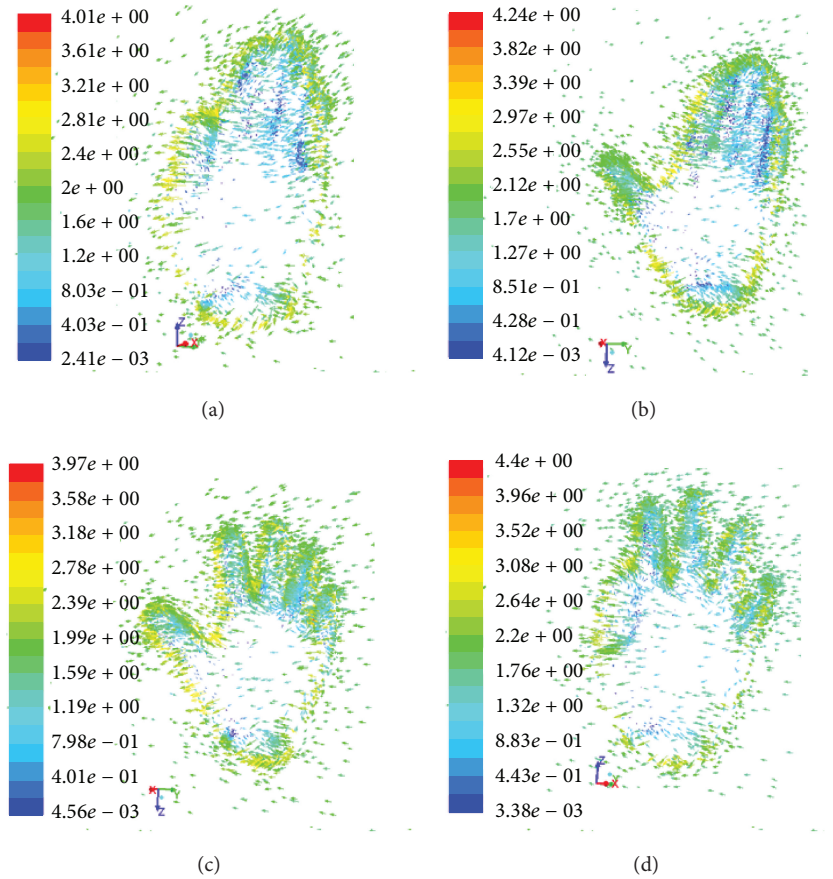 4.01e + 00
3.61e + 00
3.21e + 00
2.81e + 00
2.4e + 00
2e + 00
1.6e + 00
1.2e + 00
8.03e − 01
4.03e − 01
2.41e − 03
Z
X
(a)
4.24e + 00
3.82e + 00
3.39e + 00
2.97e + 00
2.55e + 00
2.12e + 00
1.7e + 00
1.27e + 00
8.51e − 01
4.28e − 01
4.12e − 03
X Y
Z
(b)
3.97e + 00
3.58e + 00
3.18e + 00
2.78e + 00
2.39e + 00
1.99e + 00
1.59e + 00
1.19e + 00
7.98e − 01
4.01e − 01
4.56e − 03
X Y
Z
(c)
4.4e + 00
3.96e + 00
3.52e + 00
3.08e + 00
2.64e + 00
2.2e + 00
1.76e + 00
1.32e + 00
8.83e − 01
4.43e − 01
3.38e − 03
Z
X
(d)